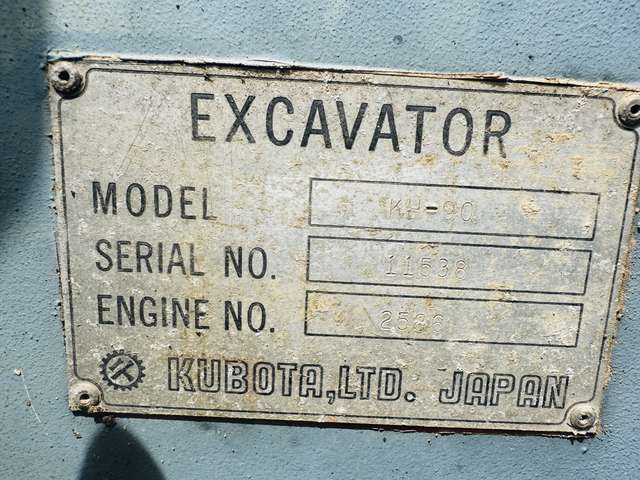 EXCAVATOR
MODEL KH-90
SERIAL NO. 11538
ENGINE NO.
KUBOTA, LTD. JAPAN